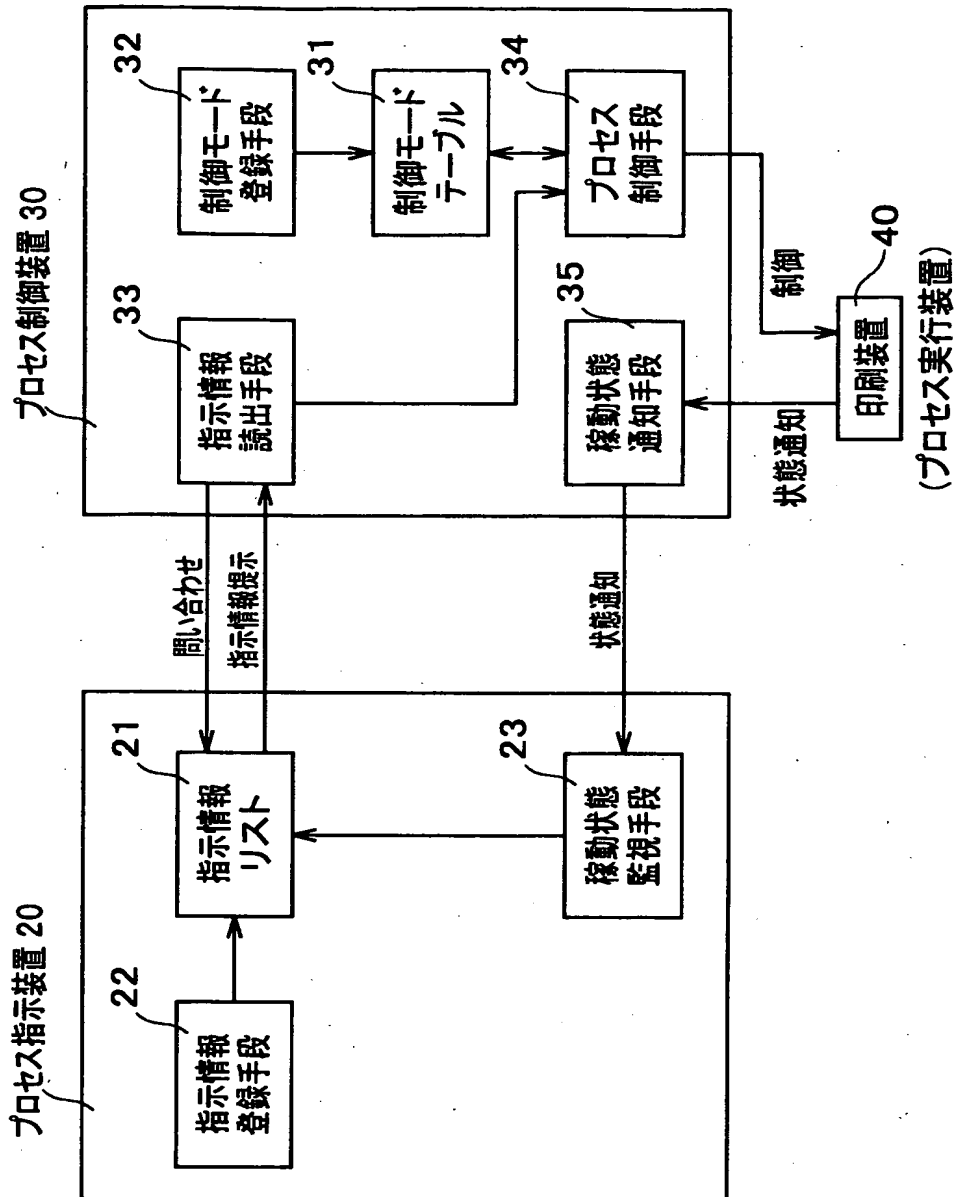 プロセス指示装置 20
22
指示情報
登録手段
21
指示情報
リスト
23
稼動状態
監視手段
問い合わせ
指示情報提示
状態通知
プロセス制御装置 30
33
指示情報
読出手段
32
制御モード
登録手段
31
制御モード
テーブル
34
プロセス
制御手段
35
稼動状態
通知手段
状態通知
制御
40
印刷装置
(プロセス実行装置)